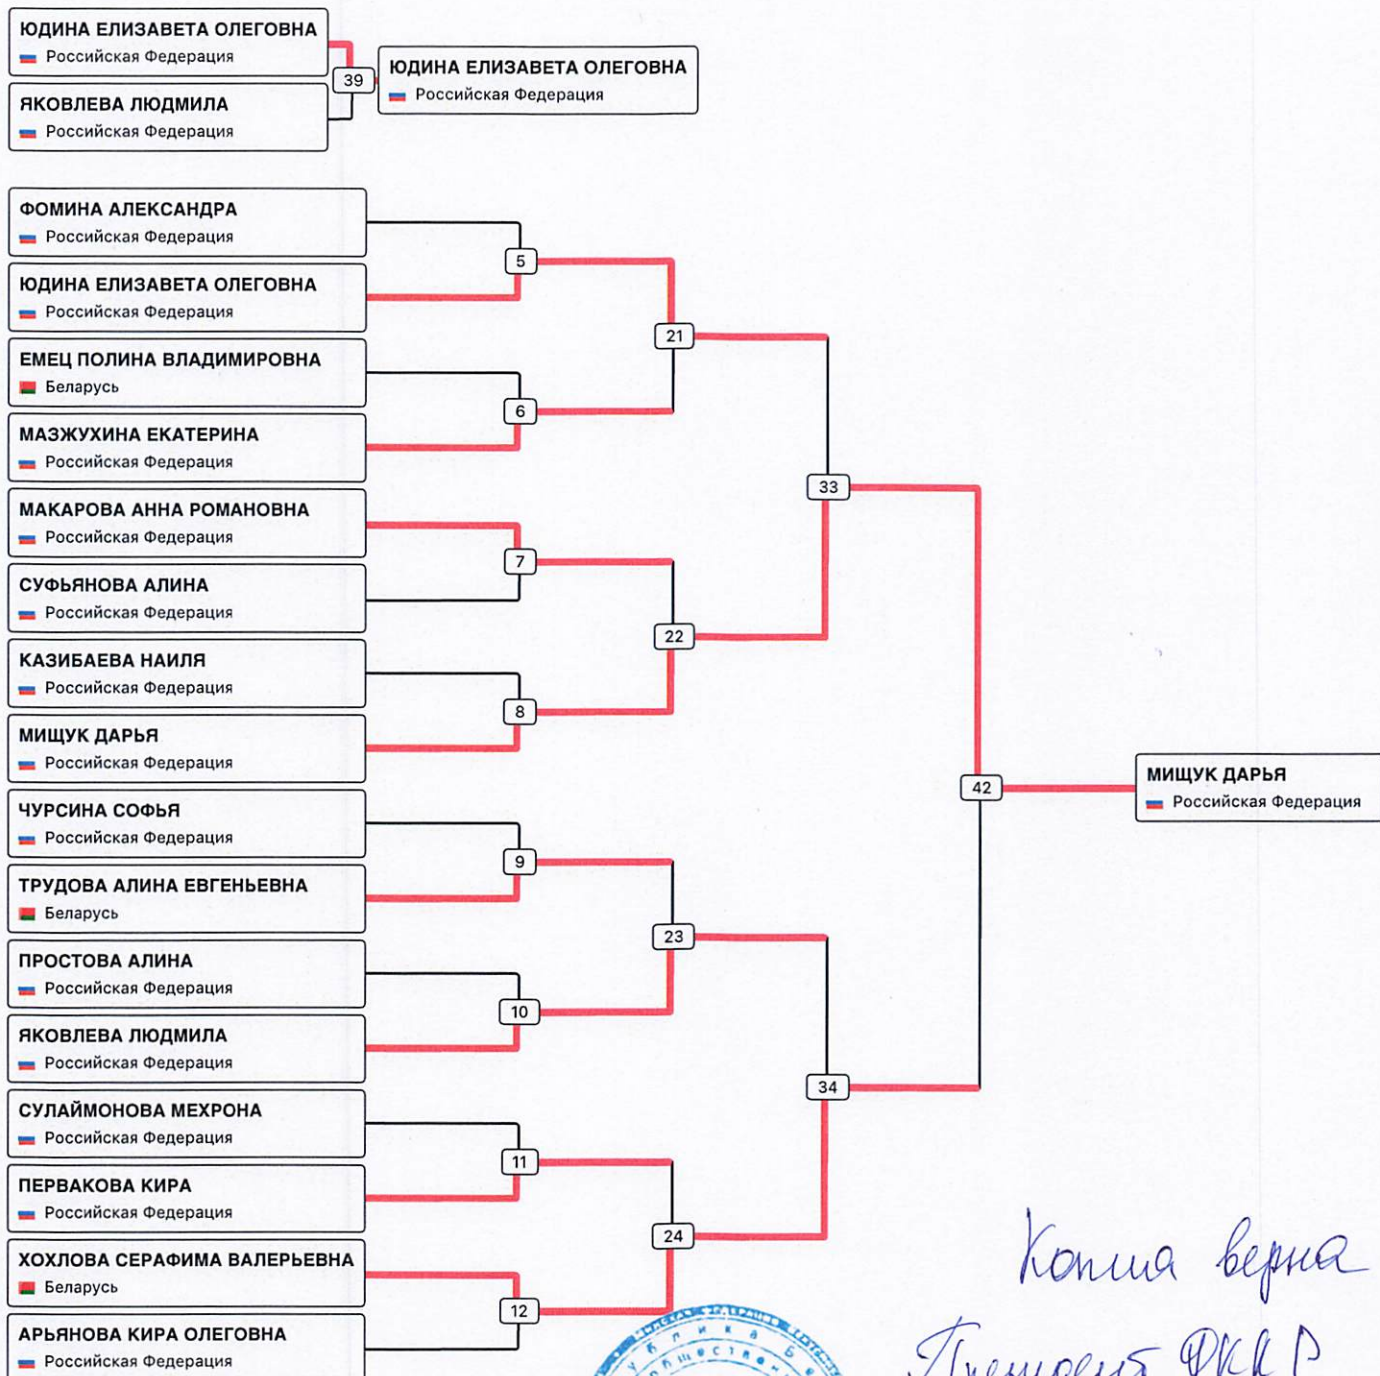 ЮДИНА ЕЛИЗАВЕТА ОЛЕГОВНА
Российская Федерация
39
ЮДИНА ЕЛИЗАВЕТА ОЛЕГОВНА
Российская Федерация
ЯКОВЛЕВА ЛЮДМИЛА
Российская Федерация
ФОМИНА АЛЕКСАНДРА
Российская Федерация
5
ЮДИНА ЕЛИЗАВЕТА ОЛЕГОВНА
Российская Федерация
21
ЕМЕЦ ПОЛИНА ВЛАДИМИРОВНА
Беларусь
6
МАЗЖУХИНА ЕКАТЕРИНА
Российская Федерация
33
МАКАРОВА АННА РОМАНОВНА
Российская Федерация
7
СУФЬЯНОВА АЛИНА
Российская Федерация
22
КАЗИБАЕВА НАИЛЯ
Российская Федерация
8
МИЩУК ДАРЬЯ
Российская Федерация
42
МИЩУК ДАРЬЯ
Российская Федерация
ЧУРСИНА СОФЬЯ
Российская Федерация
9
ТРУДОВА АЛИНА ЕВГЕНЬЕВНА
Беларусь
23
ПРОСТОВА АЛИНА
Российская Федерация
10
ЯКОВЛЕВА ЛЮДМИЛА
Российская Федерация
34
СУЛАЙМОНОВА МЕХРОНА
Российская Федерация
11
ПЕРВАКОВА КИРА
Российская Федерация
24
ХОХЛОВА СЕРАФИМА ВАЛЕРЬЕВНА
Беларусь
12
АРЬЯНОВА КИРА ОЛЕГОВНА
Российская Федерация
Копия верна
Президент